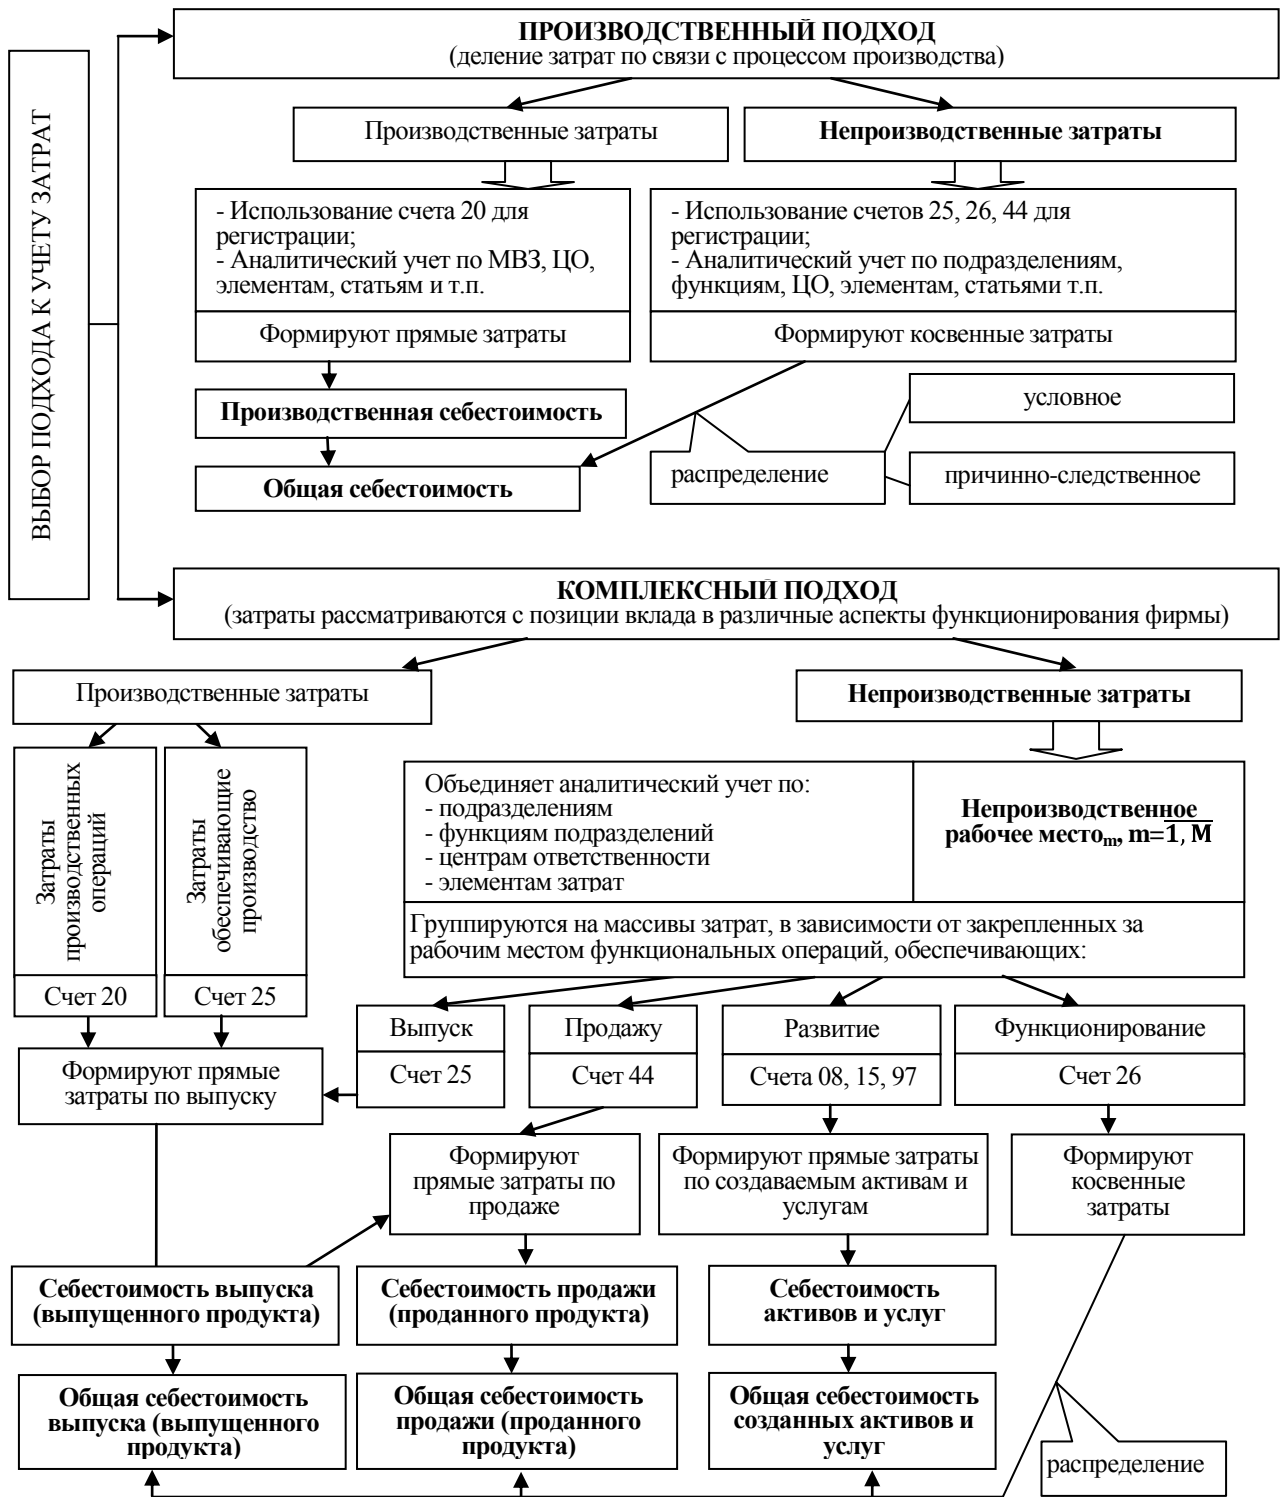 ВЫБОР ПОДХОДА К УЧЕТУ ЗАТРАТ
ПРОИЗВОДСТВЕННЫЙ ПОДХОД
(деление затрат по связи с процессом производства)
Производственные затраты
Непроизводственные затраты
- Использование счета 20 для
регистрации;
- Аналитический учет по МВЗ, ЦО,
элементам, статьям и т.п.
- Использование счетов 25, 26, 44 для
регистрации;
- Аналитический учет по подразделениям,
функциям, ЦО, элементам, статьями т.п.
Формируют прямые затраты
Формируют косвенные затраты
Производственная себестоимость
условное
распределение
причинно-следственное
Общая себестоимость
КОМПЛЕКСНЫЙ ПОДХОД
(затраты рассматриваются с позиции вклада в различные аспекты функционирования фирмы)
Производственные затраты
Непроизводственные затраты
Затраты
производственных
операций
Затраты
обеспечивающие
производство
Объединяет аналитический учет по:
- подразделениям
- функциям подразделений
- центрам ответственности
- элементам затрат
Непроизводственное
рабочее местоm, m=1, M
Группируются на массивы затрат, в зависимости от закрепленных за
рабочим местом функциональных операций, обеспечивающих:
Счет 20
Счет 25
Выпуск
Продажу
Развитие
Функционирование
Счет 25
Счет 44
Счета 08, 15, 97
Счет 26
Формируют прямые
затраты по выпуску
Формируют
прямые затраты по
продаже
Формируют прямые затраты
по создаваемым активам и
услугам
Формируют
косвенные
затраты
Себестоимость выпуска
(выпущенного продукта)
Себестоимость продажи
(проданного продукта)
Себестоимость
активов и услуг
Общая себестоимость
выпуска (выпущенного
продукта)
Общая себестоимость
продажи (проданного
продукта)
Общая себестоимость
созданных активов и
услуг
распределение